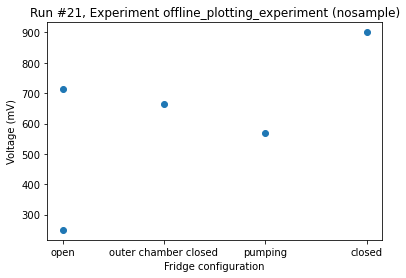 Run #21, Experiment offline_plotting_experiment (nosample)
900
800
700
600
500
400
300
Voltage (mV)
open outer chamber closed pumping closed
Fridge configuration